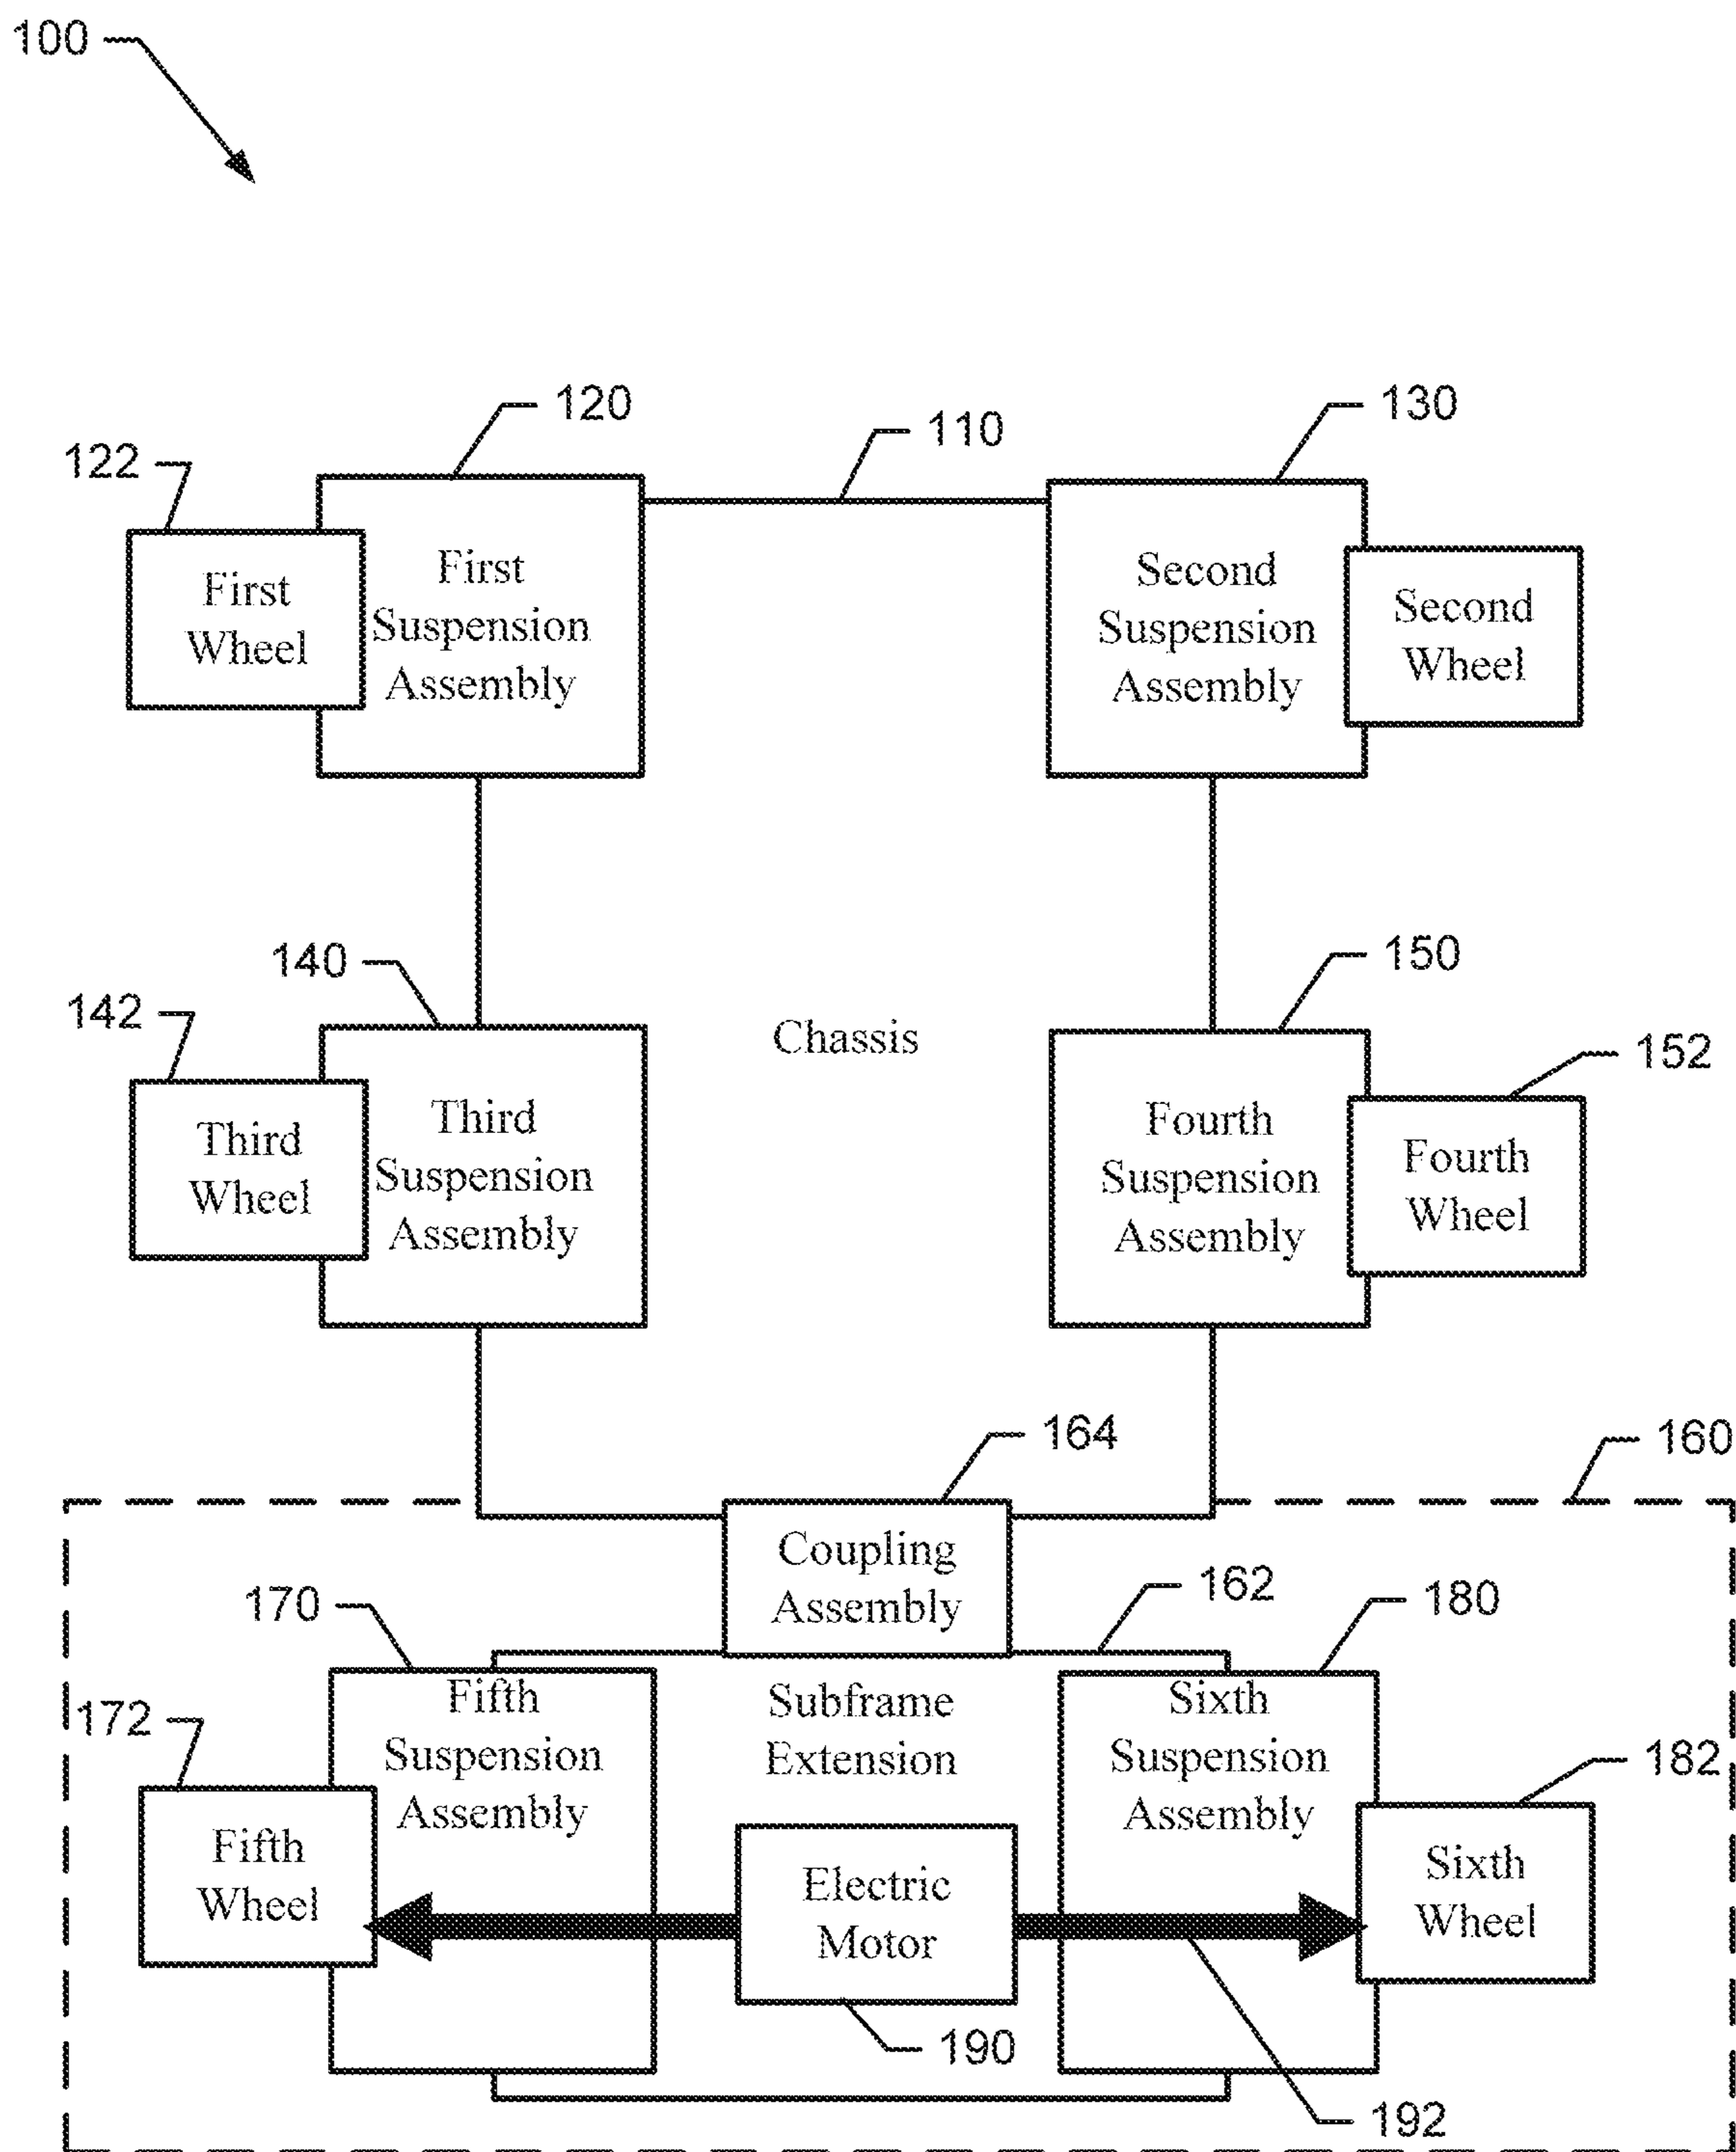 100
120
130
110
122
First
Wheel
First
Suspension
Assembly
Second
Suspension
Assembly
Second
Wheel
140
150
142
152
Chassis
Third
Wheel
Third
Suspension
Assembly
Fourth
Suspension
Assembly
Fourth
Wheel
164
160
Coupling
Assembly
162
170
180
172
Fifth
Suspension
Assembly
Subframe
Extension
Sixth
Suspension
Assembly
182
Fifth
Wheel
Electric
Motor
Sixth
Wheel
190
192